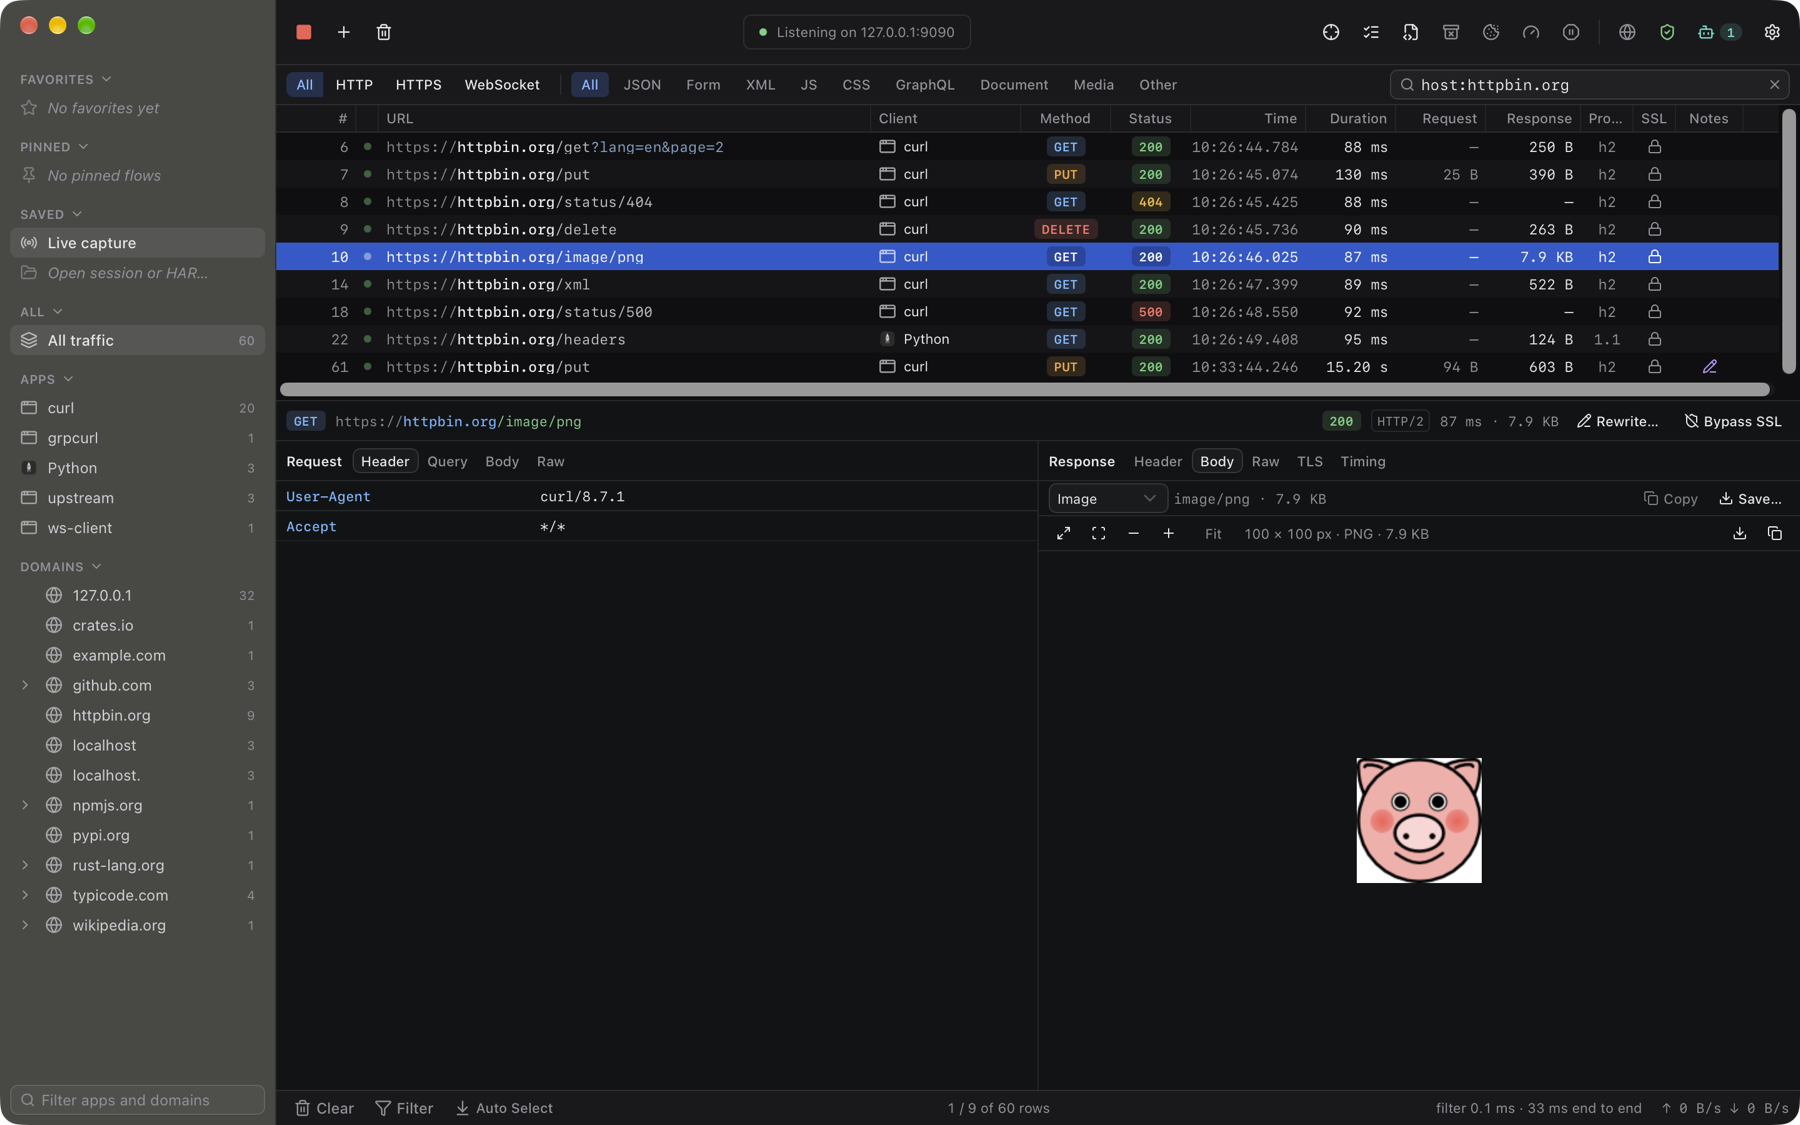 Listening on 127.0.0.1:9090
1
FAVORITES
No favorites yet
PINNED
No pinned flows
SAVED
Live capture
Open session or HAR...
ALL
All traffic 60
APPS
curl 20
grpcurl 1
Python 3
upstream 3
ws-client 1
DOMAINS
127.0.0.1 32
crates.io 1
example.com 1
github.com 3
httpbin.org 9
localhost 3
localhost. 3
npmjs.org 1
pypi.org 1
rust-lang.org 1
typicode.com 4
wikipedia.org 1
Filter apps and domains
All HTTP HTTPS WebSocket All JSON Form XML JS CSS GraphQL Document Media Other host:httpbin.org
# URL Client Method Status Time Duration Request Response Pro... SSL Notes
6 https://httpbin.org/get?lang=en&page=2 curl GET 200 10:26:44.784 88 ms — 250 B h2
7 https://httpbin.org/put curl PUT 200 10:26:45.074 130 ms 25 B 390 B h2
8 https://httpbin.org/status/404 curl GET 404 10:26:45.425 88 ms — — h2
9 https://httpbin.org/delete curl DELETE 200 10:26:45.736 90 ms — 263 B h2
10 https://httpbin.org/image/png curl GET 200 10:26:46.025 87 ms — 7.9 KB h2
14 https://httpbin.org/xml curl GET 200 10:26:47.399 89 ms — 522 B h2
18 https://httpbin.org/status/500 curl GET 500 10:26:48.550 92 ms — — h2
22 https://httpbin.org/headers Python GET 200 10:26:49.408 95 ms — 124 B 1.1
61 https://httpbin.org/put curl PUT 200 10:33:44.246 15.20 s 94 B 603 B h2
GET https://httpbin.org/image/png 200 HTTP/2 87 ms · 7.9 KB Rewrite... Bypass SSL
Request Header Query Body Raw
User-Agent curl/8.7.1
Accept */*
Response Header Body Raw TLS Timing
Image image/png · 7.9 KB Copy Save...
Fit 100 × 100 px · PNG · 7.9 KB
Clear Filter Auto Select 1 / 9 of 60 rows filter 0.1 ms · 33 ms end to end ↑ 0 B/s ↓ 0 B/s